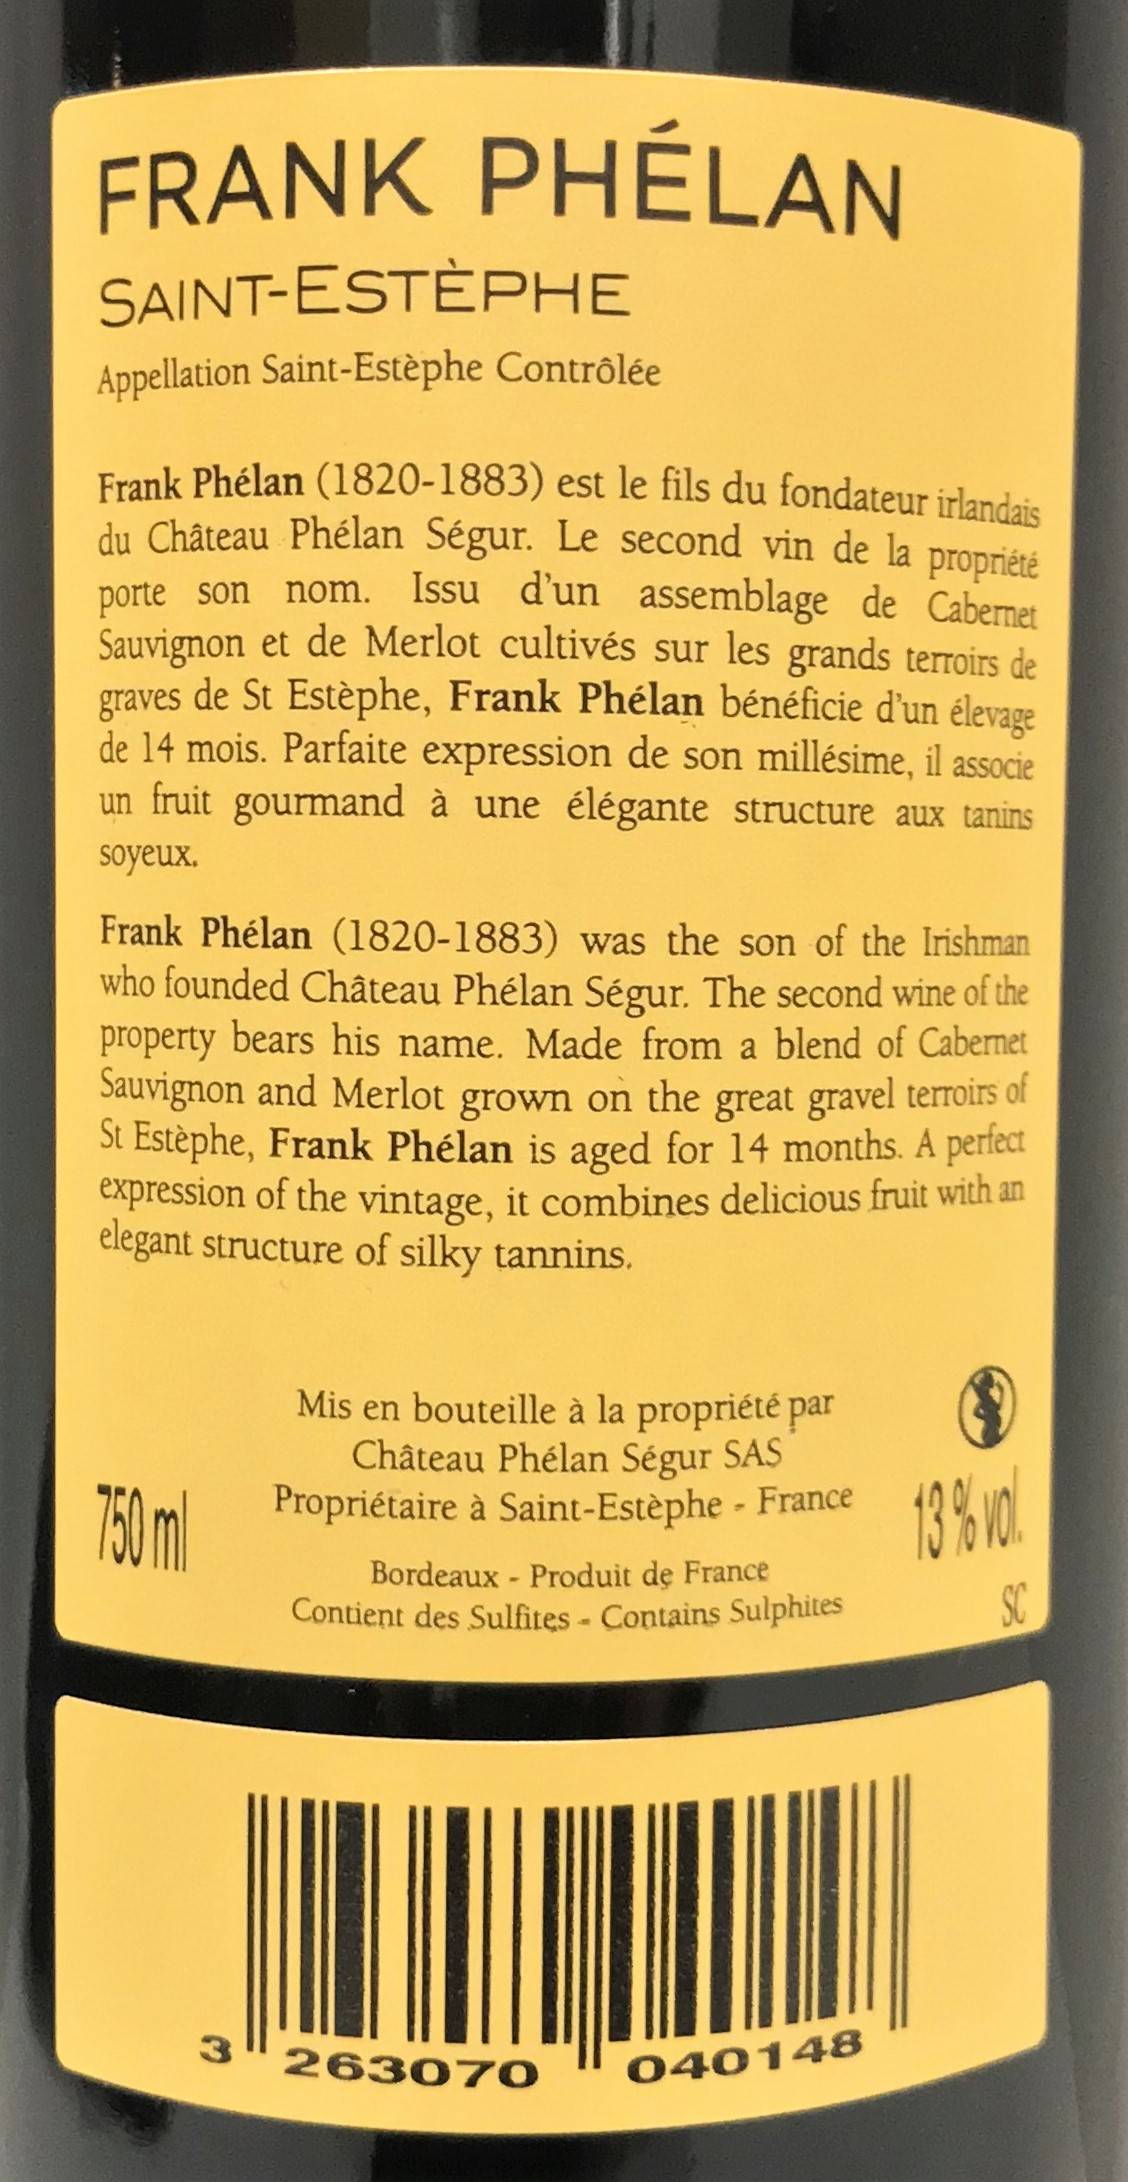 FRANK PHÉLAN
SAINT-ESTÈPHE
Appellation Saint-Estèphe Contrôlée
Frank Phélan (1820-1883) est le fils du fondateur irlandais
du Château Phélan Ségur. Le second vin de la propriété
porte son nom. Issu d'un assemblage de Cabernet
Sauvignon et de Merlot cultivés sur les grands terroirs de
graves de St Estèphe, Frank Phélan bénéficie d'un élevage
de 14 mois. Parfaite expression de son millésime, il associe
un fruit gourmand à une élégante structure aux tanins
soyeux.
Frank Phélan (1820-1883) was the son of the Irishman
who founded Château Phélan Ségur. The second wine of the
property bears his name. Made from a blend of Cabernet
Sauvignon and Merlot grown on the great gravel terroirs of
St Estèphe, Frank Phélan is aged for 14 months. A perfect
expression of the vintage, it combines delicious fruit with an
elegant structure of silky tannins.
Mis en bouteille à la propriété par
Château Phélan Ségur SAS
Propriétaire à Saint-Estèphe - France
750 ml
13 % vol.
Bordeaux - Produit de France
Contient des Sulfites - Contains Sulphites
SC
3 263070 040148